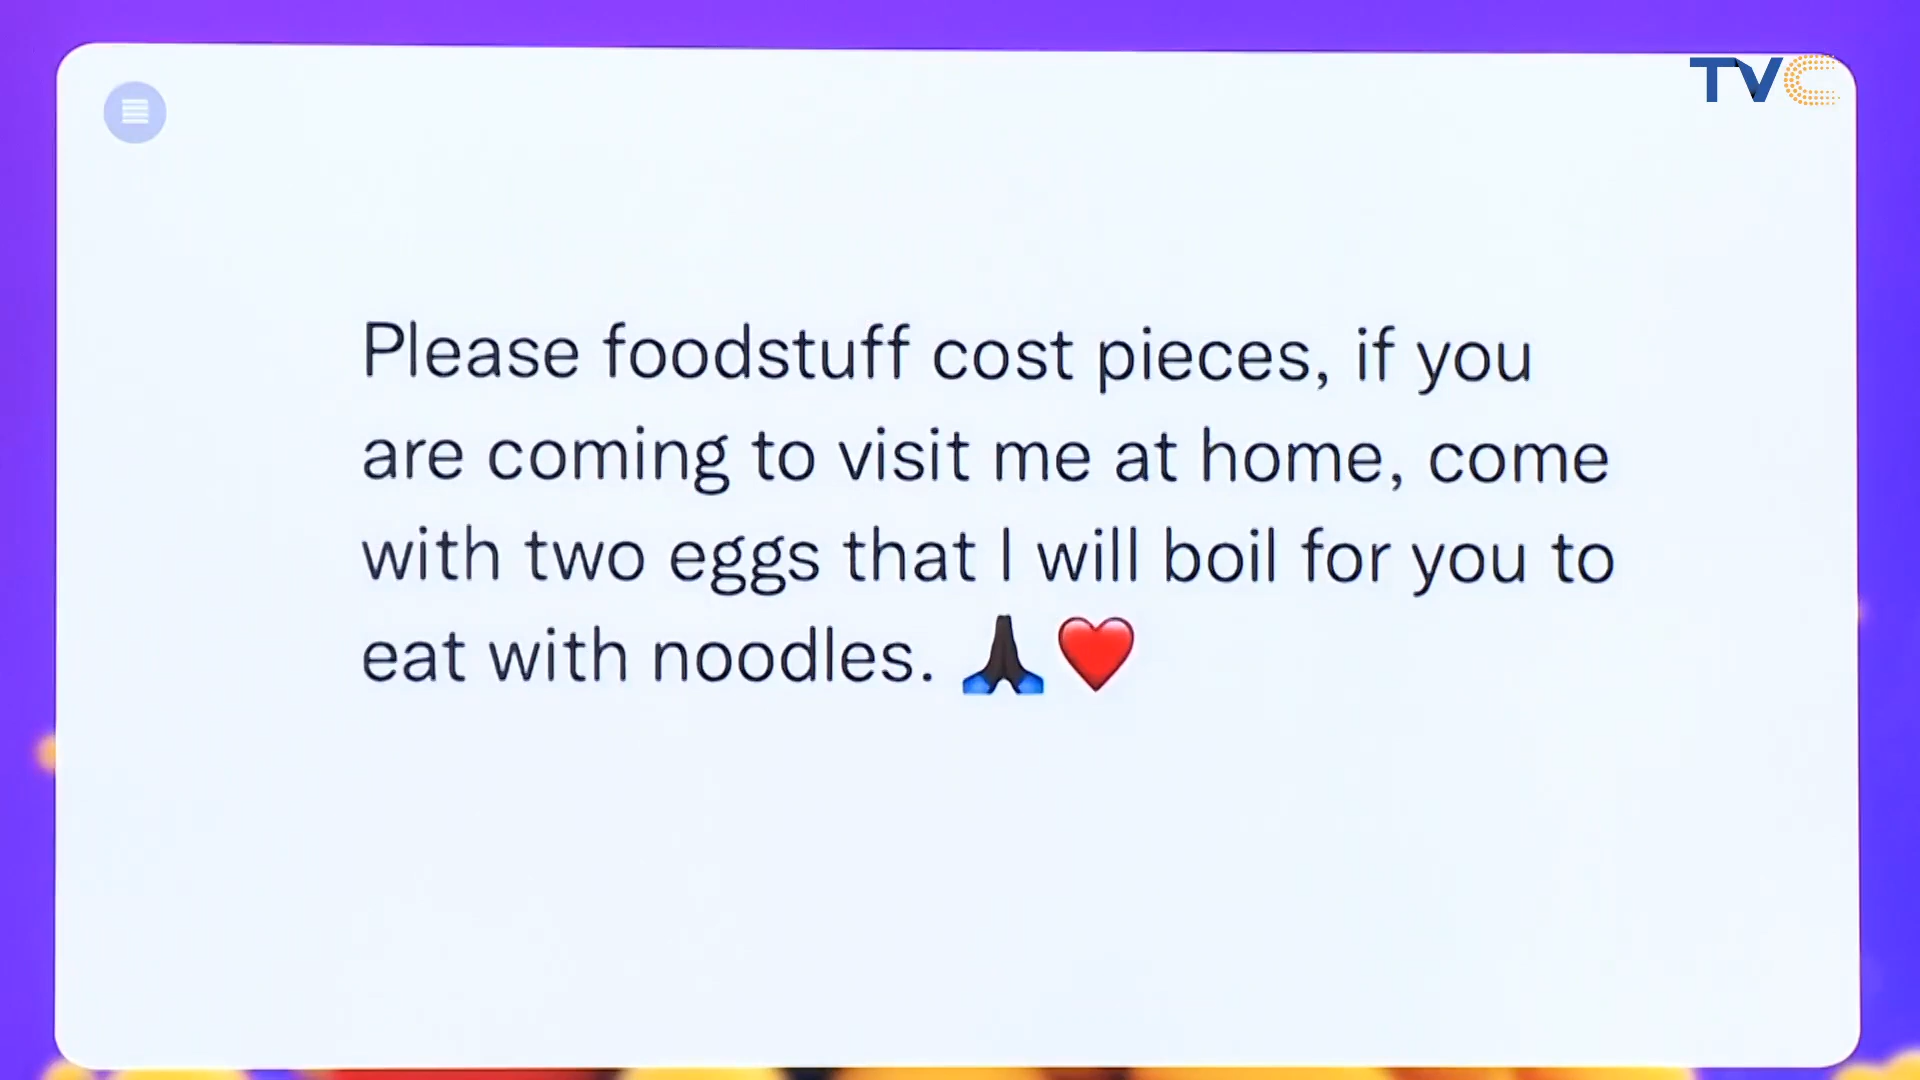 TVC
Please foodstuff cost pieces, if you
are coming to visit me at home, come
with two eggs that I will boil for you to
eat with noodles. 🙏🏿❤️